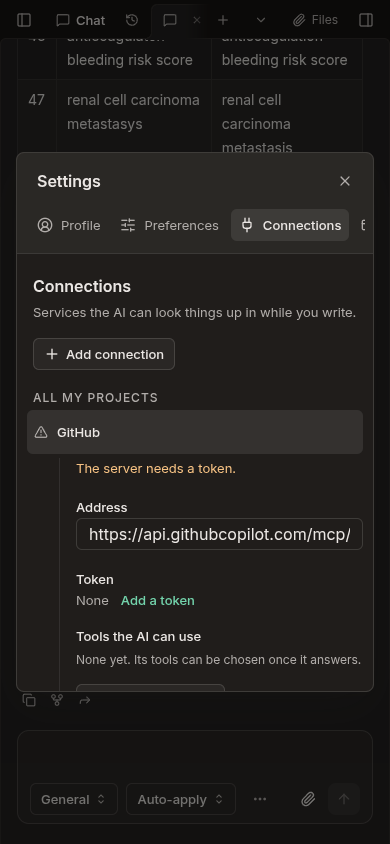 Chat
Files
bleeding risk score
bleeding risk score
47
renal cell carcinoma
metastasys
renal cell
carcinoma
metastasis
Settings
Profile
Preferences
Connections
Connections
Services the AI can look things up in while you write.
Add connection
ALL MY PROJECTS
GitHub
The server needs a token.
Address
https://api.githubcopilot.com/mcp/
Token
None Add a token
Tools the AI can use
None yet. Its tools can be chosen once it answers.
General
Auto-apply